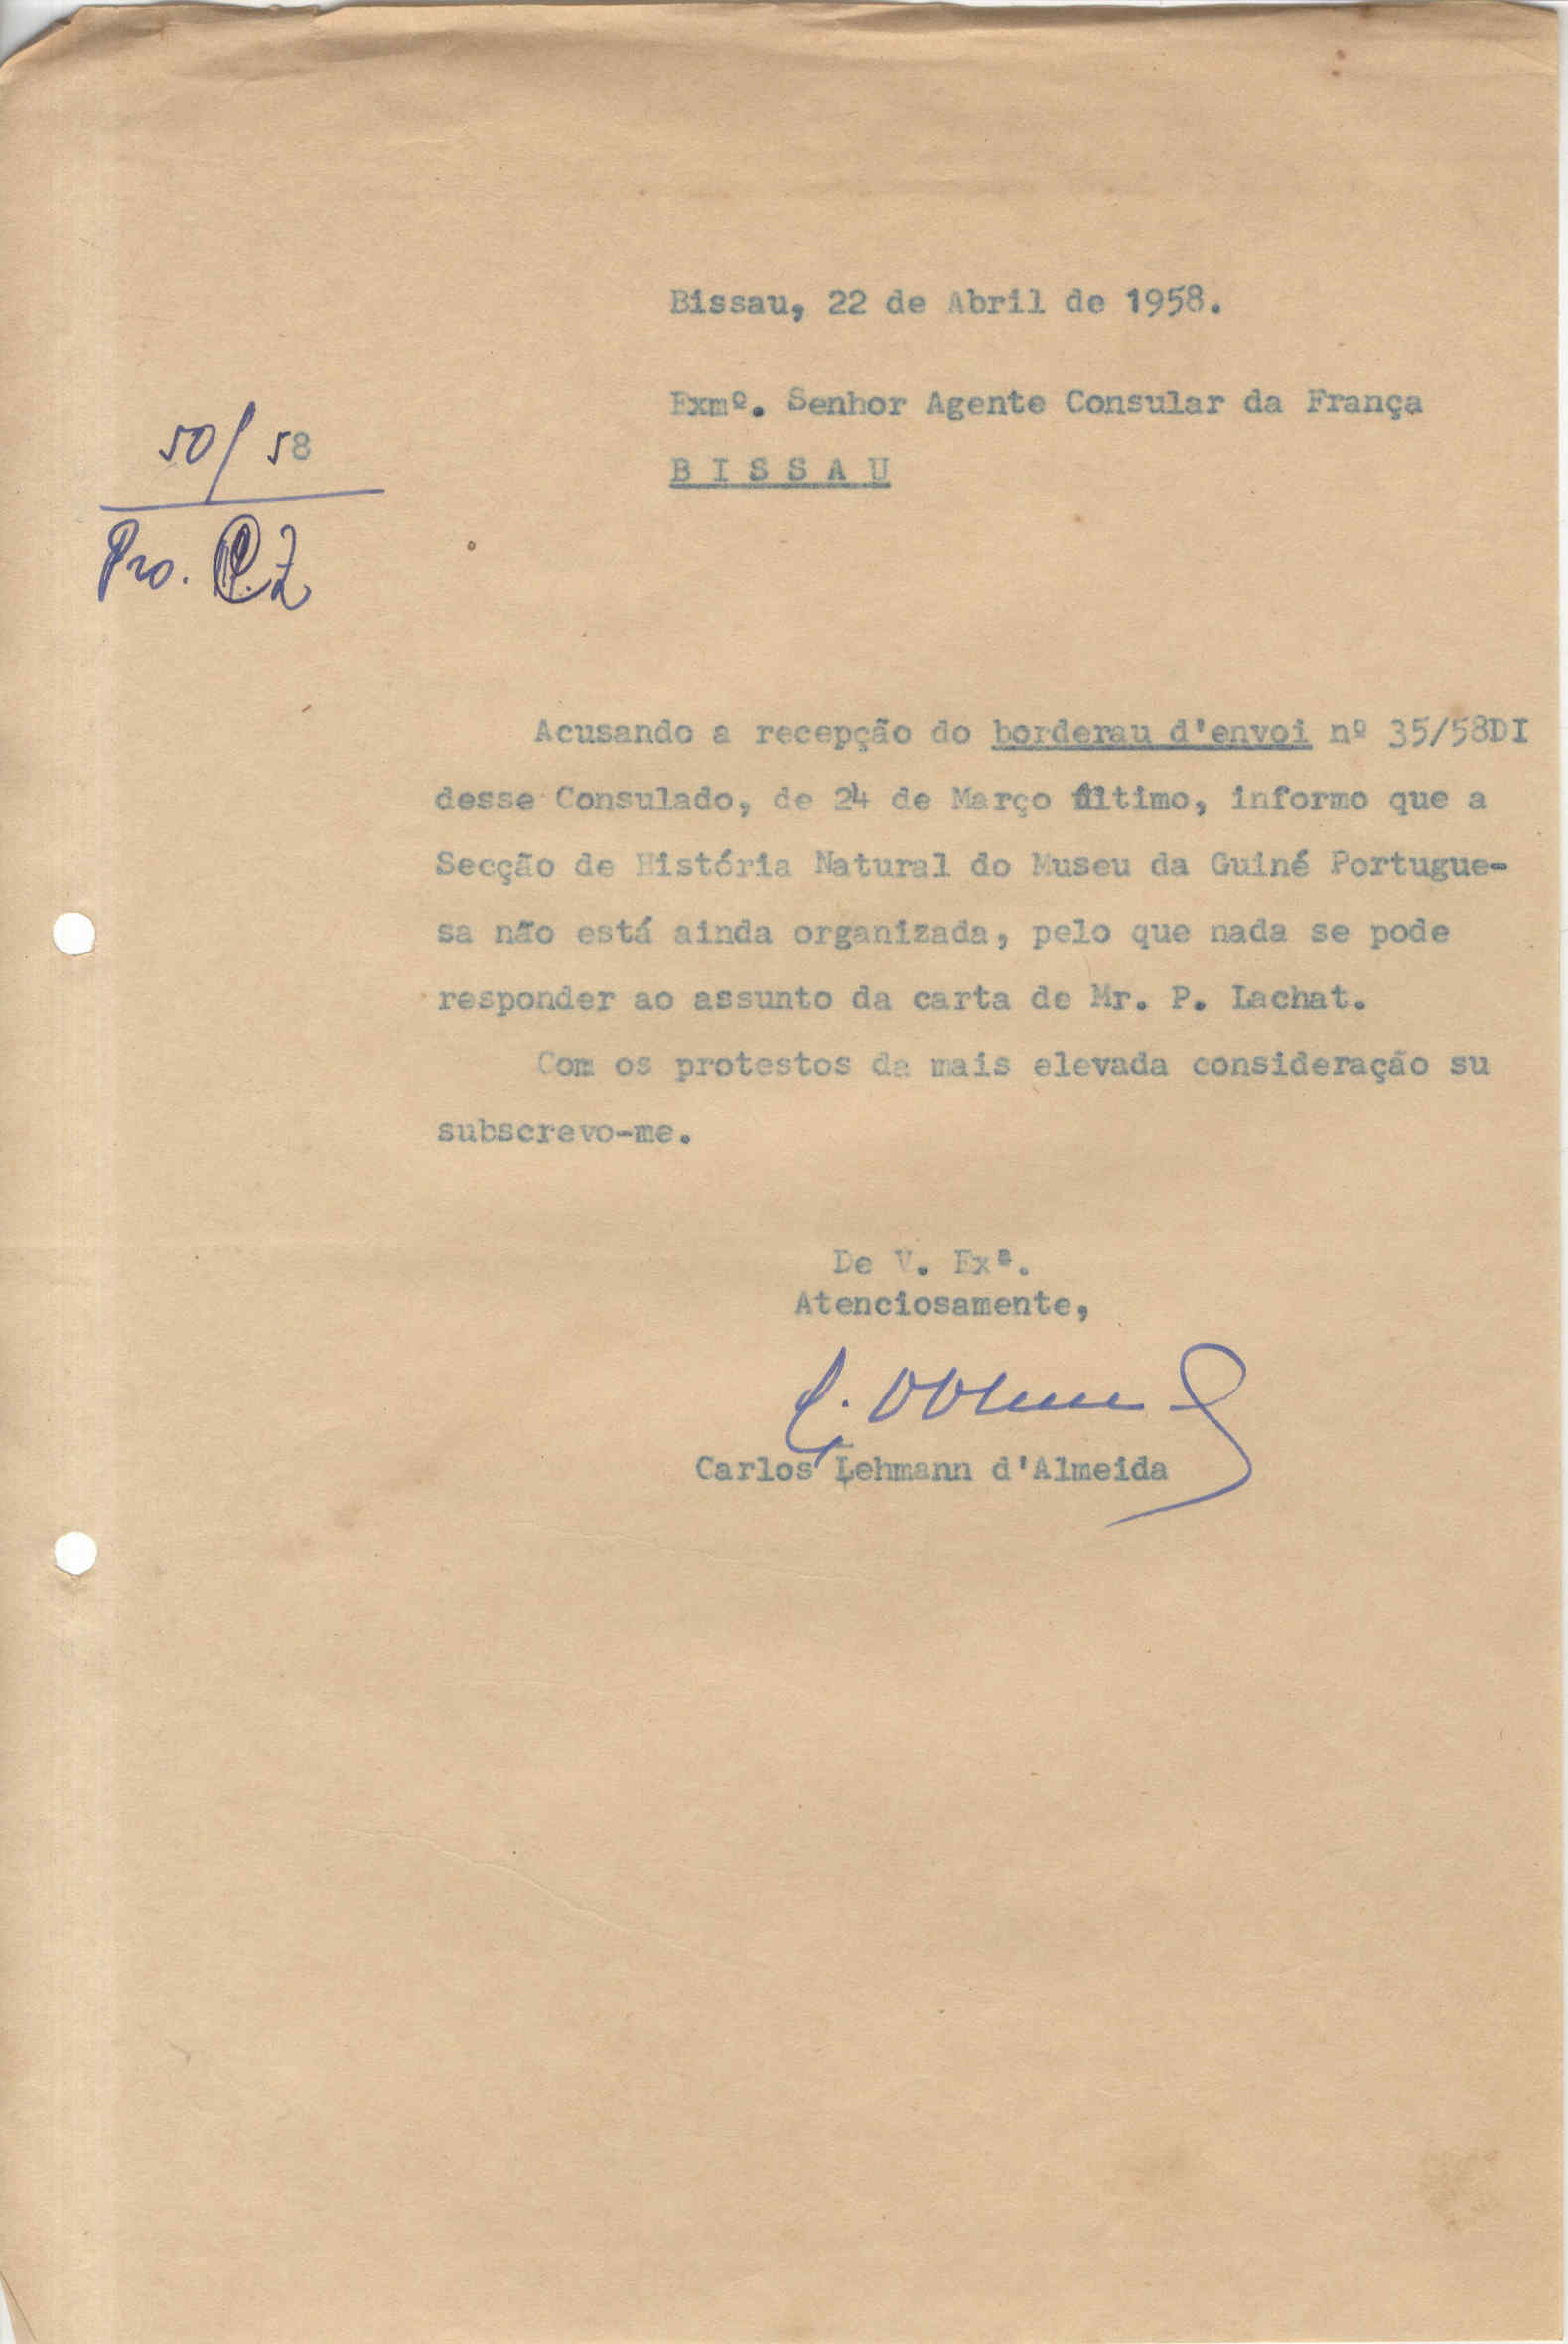 Bissau, 22 de Abril de 1958.
Exmº. Senhor Agente Consular da França
B I S S A U
50/58
Pro.
Acusando a recepção do borderau d'envoi nº 35/58DI
desse Consulado, de 24 de Março último, informo que a
Secção de História Natural do Museu da Guiné Portugue-
sa não está ainda organizada, pelo que nada se pode
responder ao assunto da carta de Mr. P. Lachat.
Com os protestos da mais elevada consideração su
subscrevo-me.
De V. Exª.
Atenciosamente,
Carlos Lehmann d'Almeida